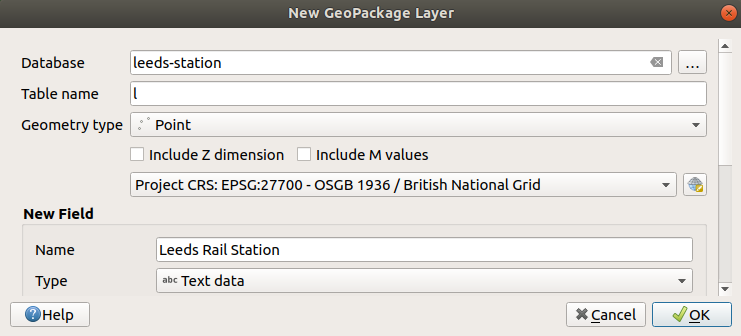 New GeoPackage Layer
Database leeds-station ...
Table name l
Geometry type Point
Include Z dimension Include M values
Project CRS: EPSG:27700 - OSGB 1936 / British National Grid
New Field
Name Leeds Rail Station
Type abc Text data
Help Cancel OK